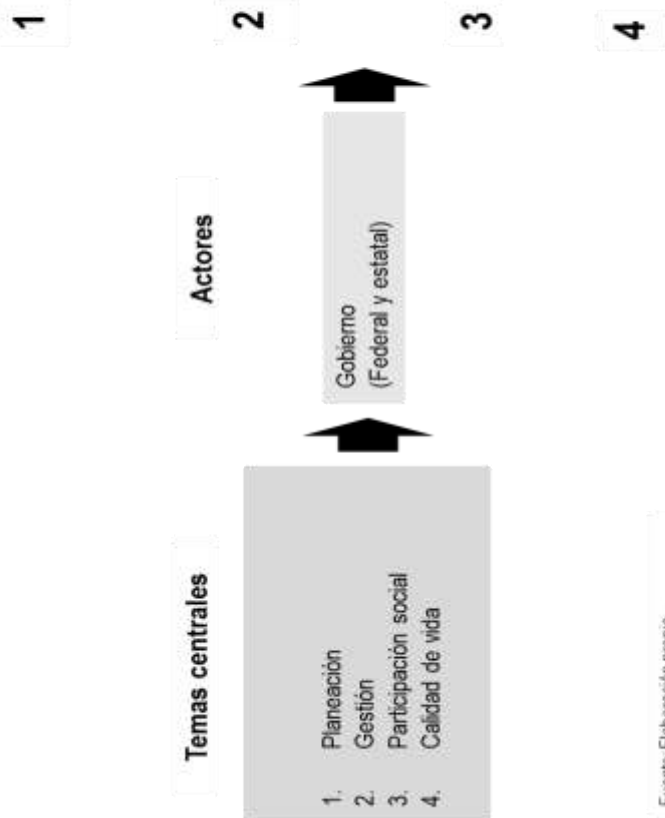 Temas centrales
1. Planeación
2. Gestión
3. Participación social
4. Calidad de vida
Actores
Gobierno
(Federal y estatal)
1
2
3
4